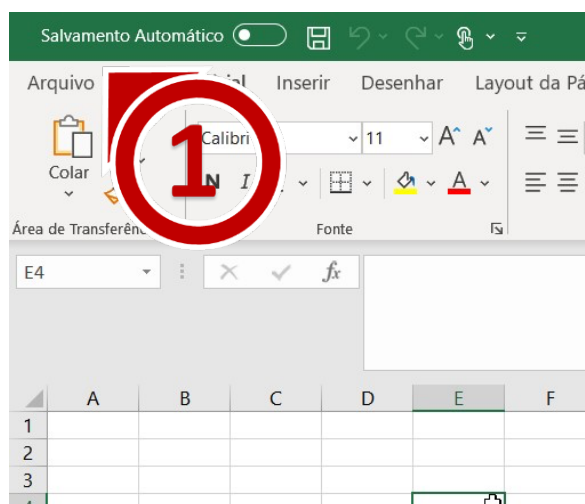 Salvamento Automático
Arquivo Inserir Desenhar Layout da Pá
1
Colar Calibri 11 A A
N I A
Área de Transferên Fonte
E4 fx
A B C D E F
1
2
3